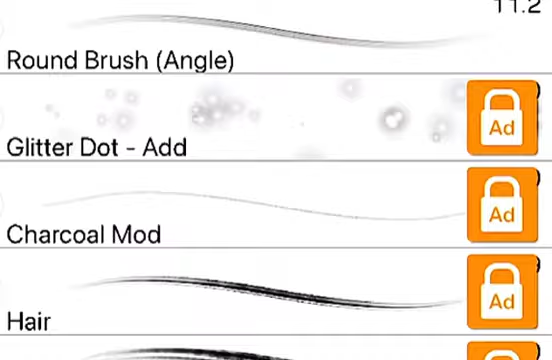 11.2
Round Brush (Angle)
Ad
Glitter Dot - Add
Ad
Charcoal Mod
Ad
Hair